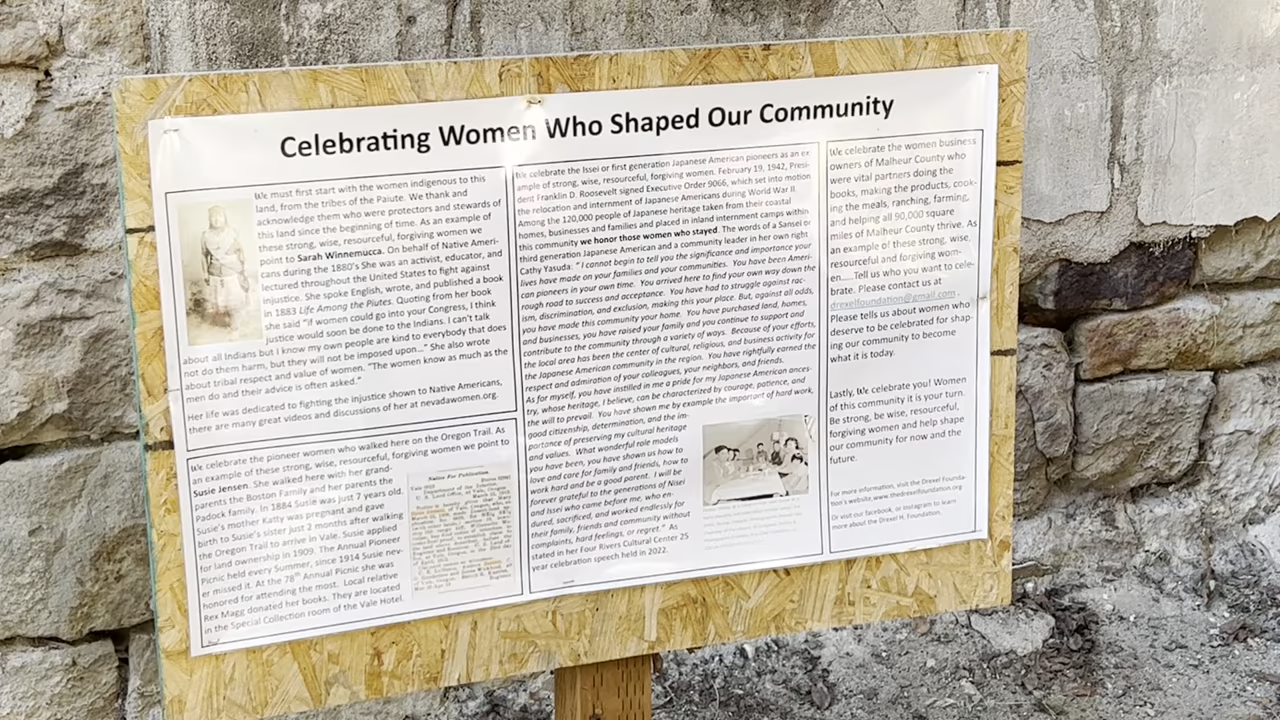 Celebrating Women Who Shaped Our Community
We must first start with the women indigenous to this
land, from the tribes of the Paiute. We thank and
acknowledge them who were protectors and stewards of
this land since the beginning of time. As an example of
these strong, wise, resourceful, forgiving women we
point to Sarah Winnemucca. On behalf of Native Ameri-
cans during the 1880's She was an activist, educator, and
lectured throughout the United States to fight against
injustice. She spoke English, wrote, and published a book
in 1883 Life Among the Piutes. Quoting from her book
she said "if women could go into your Congress, I think
justice would soon be done to the Indians. I can't talk
about all Indians but I know my own people are kind to everybody that does
not do them harm, but they will not be imposed upon..." She also wrote
about tribal respect and value of women. "The women know as much as the
men do and their advice is often asked."
Her life was dedicated to fighting the injustice shown to Native Americans,
there are many great videos and discussions of her at nevadawomen.org.
We celebrate the pioneer women who walked here on the Oregon Trail. As
an example of these strong, wise, resourceful, forgiving women we point to
Susie Jensen. She walked here with her grand-
parents the Boston Family and her parents the
Padock family. In 1884 Susie was just 7 years old.
Susie's mother Katty was pregnant and gave
birth to Susie's sister just 2 months after walking
the Oregon Trail to arrive in Vale. Susie applied
for land ownership in 1909. The Annual Pioneer
Picnic held every Summer, since 1914 Susie nev-
er missed it. At the 78th Annual Picnic she was
honored for attending the most. Local relative
Rex Magg donated her books. They are located
in the Special Collection room of the Vale Hotel.
Notice For Publication
We celebrate the Issei or first generation Japanese American pioneers as an ex-
ample of strong, wise, resourceful, forgiving women. February 19, 1942, Presi-
dent Franklin D. Roosevelt signed Executive Order 9066, which set into motion
the relocation and internment of Japanese Americans during World War II.
Among the 120,000 people of Japanese heritage taken from their coastal
homes, businesses and families and placed in inland internment camps within
this community we honor those women who stayed. The words of a Sansei or
third generation Japanese American and a community leader in her own right
Cathy Yasuda: "I cannot begin to tell you the significance and importance your
lives have made on your families and your communities. You have been Ameri-
can pioneers in your own time. You arrived here to find your own way down the
rough road to success and acceptance. You have had to struggle against rac-
ism, discrimination, and exclusion, making this your place. But, against all odds,
you have made this community your home. You have purchased land, homes,
and businesses, you have raised your family and you continue to support and
contribute to the community through a variety of ways. Because of your efforts,
the local area has been the center of cultural, religious, and business activity for
the Japanese American community in the region. You have rightfully earned the
respect and admiration of your colleagues, your neighbors, and friends.
As for myself, you have instilled in me a pride for my Japanese American ances-
try, whose heritage, I believe, can be characterized by courage, patience, and
the will to prevail. You have shown me by example the important of hard work,
good citizenship, determination, and the im-
portance of preserving my cultural heritage
and values. What wonderful role models
you have been, you have shown us how to
love and care for family and friends, how to
work hard and be a good parent. I will be
forever grateful to the generations of Nisei
and Issei who came before me, who en-
dured, sacrificed, and worked endlessly for
their family, friends and community without
complaints, hard feelings, or regret." As
stated in her Four Rivers Cultural Center 25
year celebration speech held in 2022.
We celebrate the women business
owners of Malheur County who
were vital partners doing the
books, making the products, cook-
ing the meals, ranching, farming,
and helping all 90,000 square
miles of Malheur County thrive. As
an example of these strong, wise,
resourceful and forgiving wom-
en.....Tell us who you want to cele-
brate. Please contact us at
drexelfoundation@gmail.com.
Please tell us about women who
deserve to be celebrated for shap-
ing our community to become
what it is today.
Lastly, We celebrate you! Women
of this community it is your turn.
Be strong, be wise, resourceful,
forgiving women and help shape
our community for now and the
future.
For more information, visit the Drexel Founda-
tion's website, www.thedrexelfoundation.org
Or visit our facebook, or Instagram to learn
more about the Drexel H. Foundation.